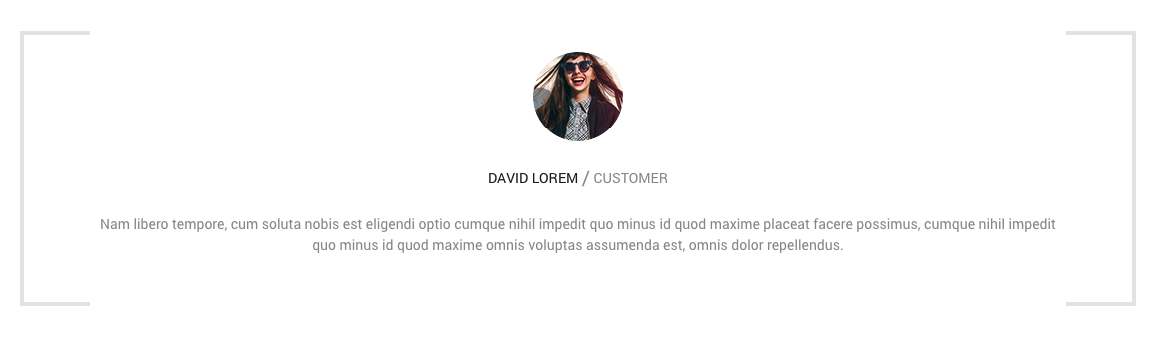 DAVID LOREM / CUSTOMER
Nam libero tempore, cum soluta nobis est eligendi optio cumque nihil impedit quo minus id quod maxime placeat facere possimus, cumque nihil impedit
quo minus id quod maxime omnis voluptas assumenda est, omnis dolor repellendus.